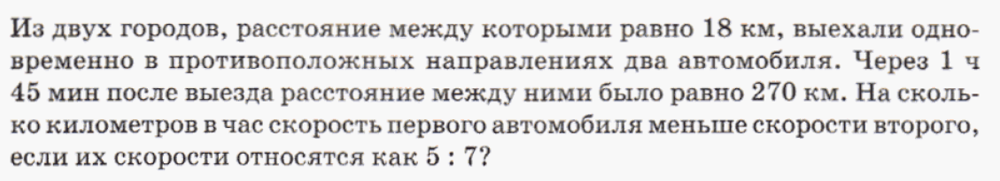 Из двух городов, расстояние между которыми равно 18 км, выехали одно-
временно в противоположных направлениях два автомобиля. Через 1 ч
45 мин после выезда расстояние между ними было равно 270 км. На сколь-
ко километров в час скорость первого автомобиля меньше скорости второго,
если их скорости относятся как 5 : 7?